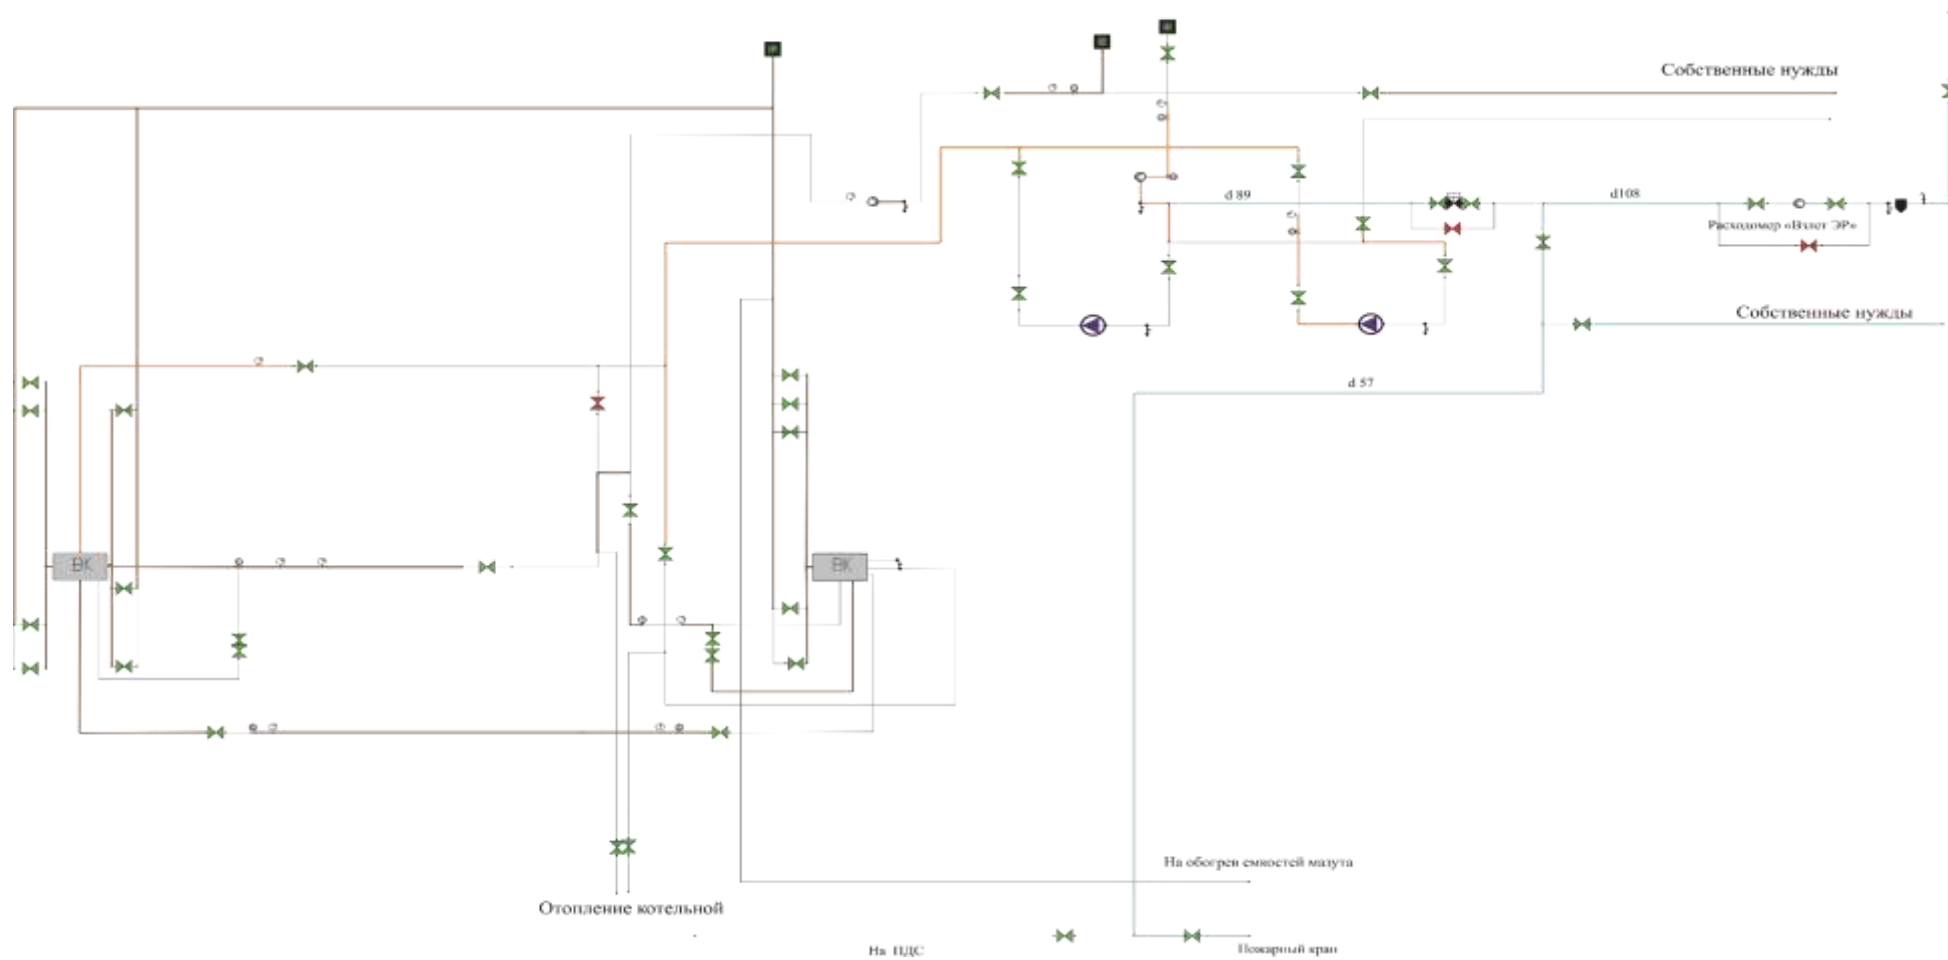 Собственные нужды
d 89
d108
Расходомер «Взлет ЭР»
Собственные нужды
d 57
ВК
ВК
На обогрев емкостей мазута
Отопление котельной
На ПДС
Пожарный кран